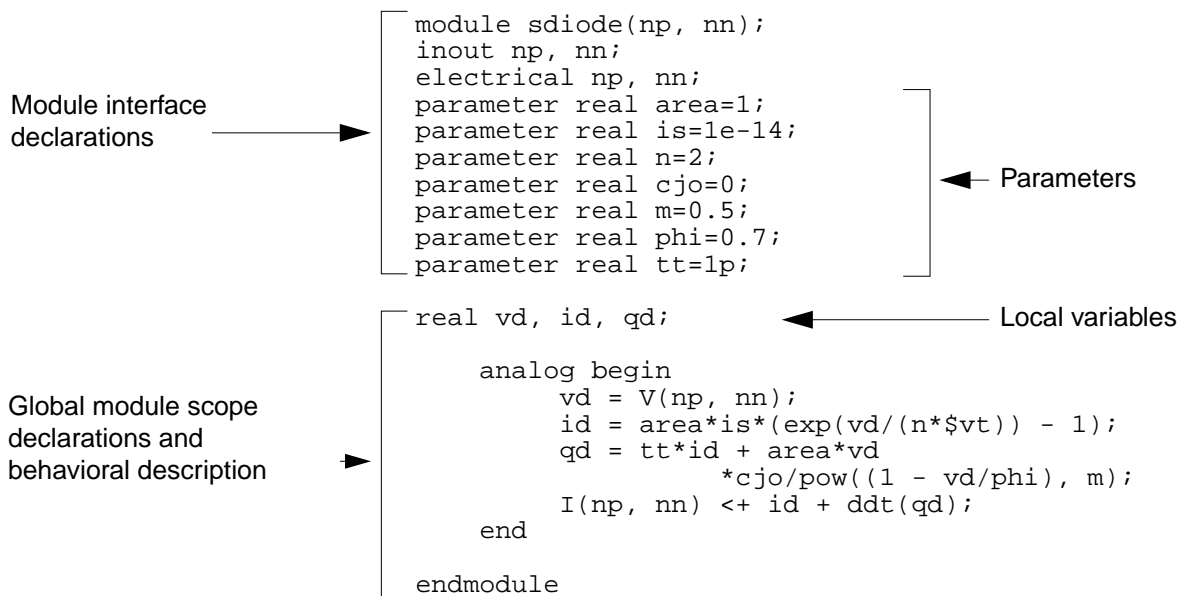 module sdiode(np, nn);
inout np, nn;
electrical np, nn;
parameter real area=1;
parameter real is=1e-14;
parameter real n=2;
parameter real cjo=0;
parameter real m=0.5;
parameter real phi=0.7;
parameter real tt=1p;
Module interface
declarations
Parameters
real vd, id, qd;
Local variables
analog begin
vd = V(np, nn);
id = area*is*(exp(vd/(n*$vt)) - 1);
qd = tt*id + area*vd
*cjo/pow((1 - vd/phi), m);
I(np, nn) <+ id + ddt(qd);
end
endmodule
Global module scope
declarations and
behavioral description